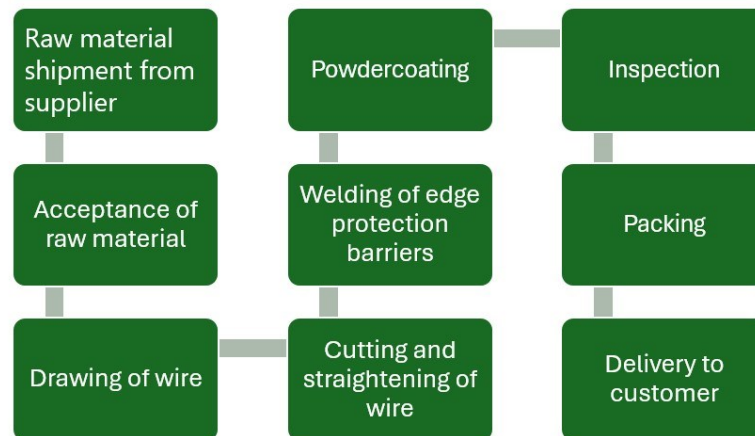 Raw material
shipment from
supplier
Acceptance of
raw material
Drawing of wire
Cutting and
straightening of
wire
Welding of edge
protection
barriers
Powdercoating
Inspection
Packing
Delivery to
customer